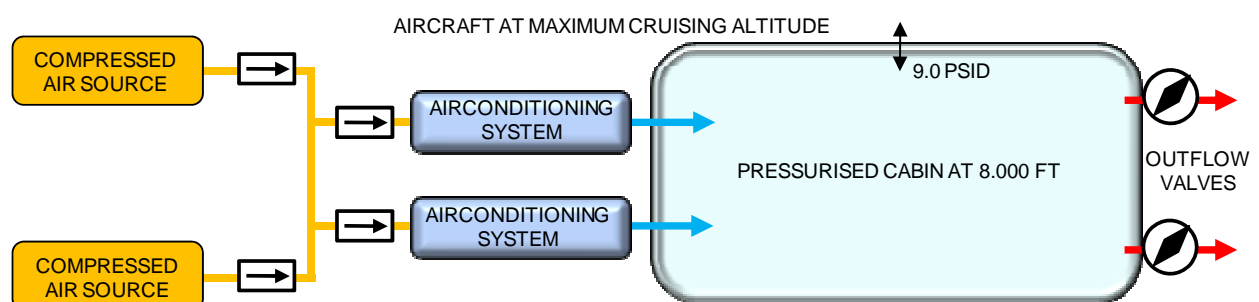 AIRCRAFT AT MAXIMUM CRUISING ALTITUDE
COMPRESSED
AIR SOURCE
9.0 PSID
AIRCONDITIONING
SYSTEM
PRESSURISED CABIN AT 8.000 FT
OUTFLOW
VALVES
AIRCONDITIONING
SYSTEM
COMPRESSED
AIR SOURCE